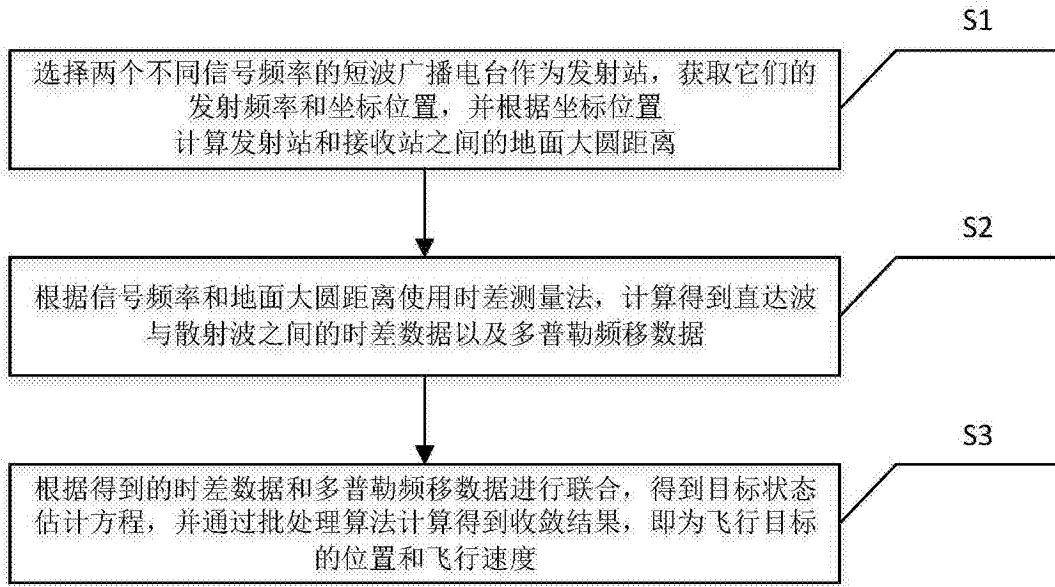 S1
选择两个不同信号频率的短波广播电台作为发射站，获取它们的
发射频率和坐标位置，并根据坐标位置
计算发射站和接收站之间的地面大圆距离
S2
根据信号频率和地面大圆距离使用时差测量法，计算得到直达波
与散射波之间的时差数据以及多普勒频移数据
S3
根据得到的时差数据和多普勒频移数据进行联合，得到目标状态
估计方程，并通过批处理算法计算得到收敛结果，即为飞行目标
的位置和飞行速度